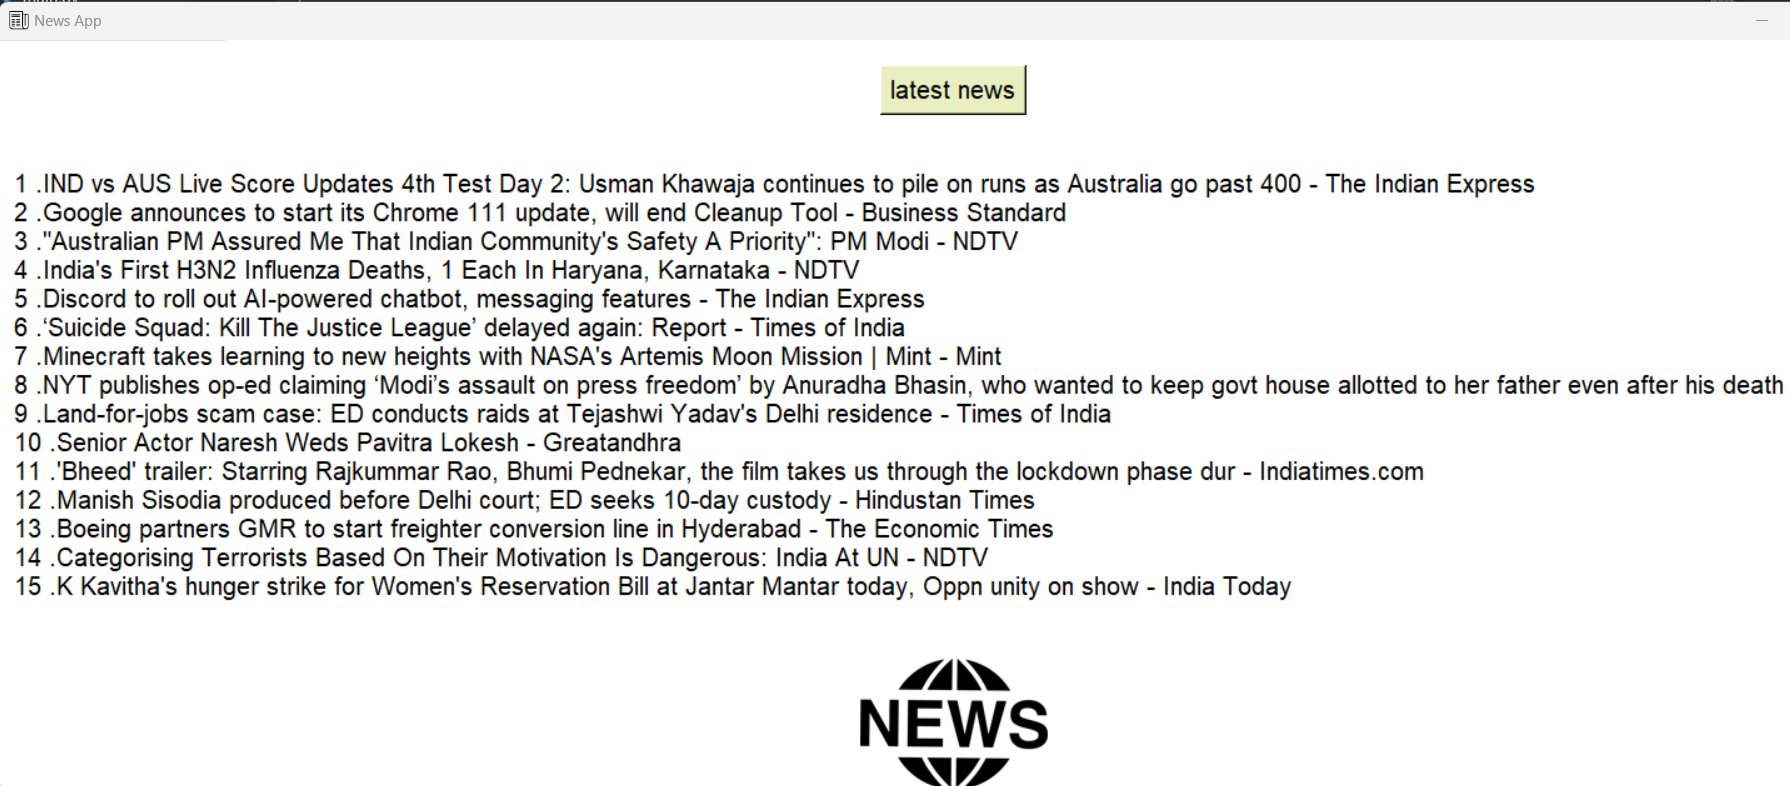 News App
latest news
1 .IND vs AUS Live Score Updates 4th Test Day 2: Usman Khawaja continues to pile on runs as Australia go past 400 - The Indian Express
2 .Google announces to start its Chrome 111 update, will end Cleanup Tool - Business Standard
3 ."Australian PM Assured Me That Indian Community's Safety A Priority": PM Modi - NDTV
4 .India's First H3N2 Influenza Deaths, 1 Each In Haryana, Karnataka - NDTV
5 .Discord to roll out AI-powered chatbot, messaging features - The Indian Express
6 .‘Suicide Squad: Kill The Justice League’ delayed again: Report - Times of India
7 .Minecraft takes learning to new heights with NASA's Artemis Moon Mission | Mint - Mint
8 .NYT publishes op-ed claiming ‘Modi’s assault on press freedom’ by Anuradha Bhasin, who wanted to keep govt house allotted to her father even after his death
9 .Land-for-jobs scam case: ED conducts raids at Tejashwi Yadav's Delhi residence - Times of India
10 .Senior Actor Naresh Weds Pavitra Lokesh - Greatandhra
11 .'Bheed' trailer: Starring Rajkummar Rao, Bhumi Pednekar, the film takes us through the lockdown phase dur - Indiatimes.com
12 .Manish Sisodia produced before Delhi court; ED seeks 10-day custody - Hindustan Times
13 .Boeing partners GMR to start freighter conversion line in Hyderabad - The Economic Times
14 .Categorising Terrorists Based On Their Motivation Is Dangerous: India At UN - NDTV
15 .K Kavitha's hunger strike for Women's Reservation Bill at Jantar Mantar today, Oppn unity on show - India Today
NEWS